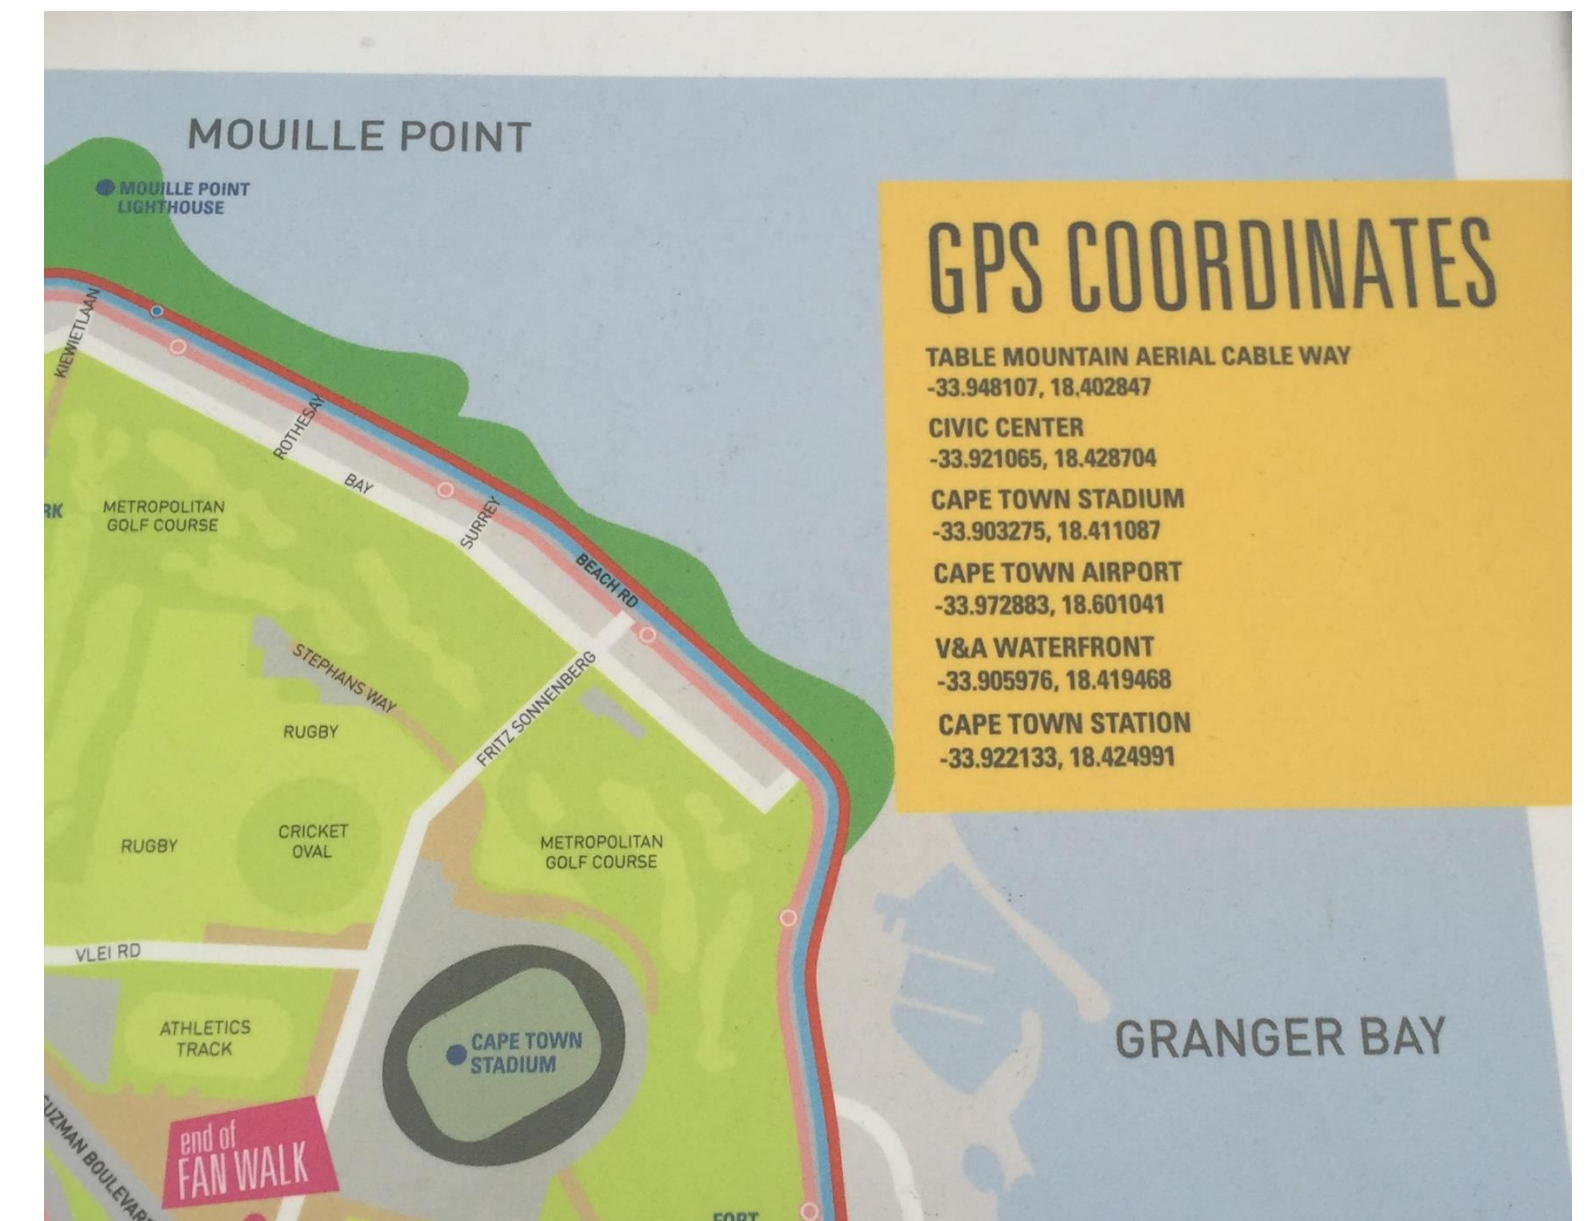 MOUILLE POINT
MOUILLE POINT
LIGHTHOUSE
GPS COORDINATES
TABLE MOUNTAIN AERIAL CABLE WAY
-33.948107, 18.402847
CIVIC CENTER
-33.921065, 18.428704
CAPE TOWN STADIUM
-33.903275, 18.411087
CAPE TOWN AIRPORT
-33.972883, 18.601041
V&A WATERFRONT
-33.905976, 18.419468
CAPE TOWN STATION
-33.922133, 18.424991
KIEWIETLAAN
ROTHESAY
BAY
SURREY
BEACH RD
RK
METROPOLITAN
GOLF COURSE
STEPHANS WAY
FRITZ SONNENBERG
RUGBY
RUGBY
CRICKET
OVAL
METROPOLITAN
GOLF COURSE
VLEI RD
ATHLETICS
TRACK
CAPE TOWN
STADIUM
GRANGER BAY
UZMAN BOULEVAR
end of
FAN WALK
FORT